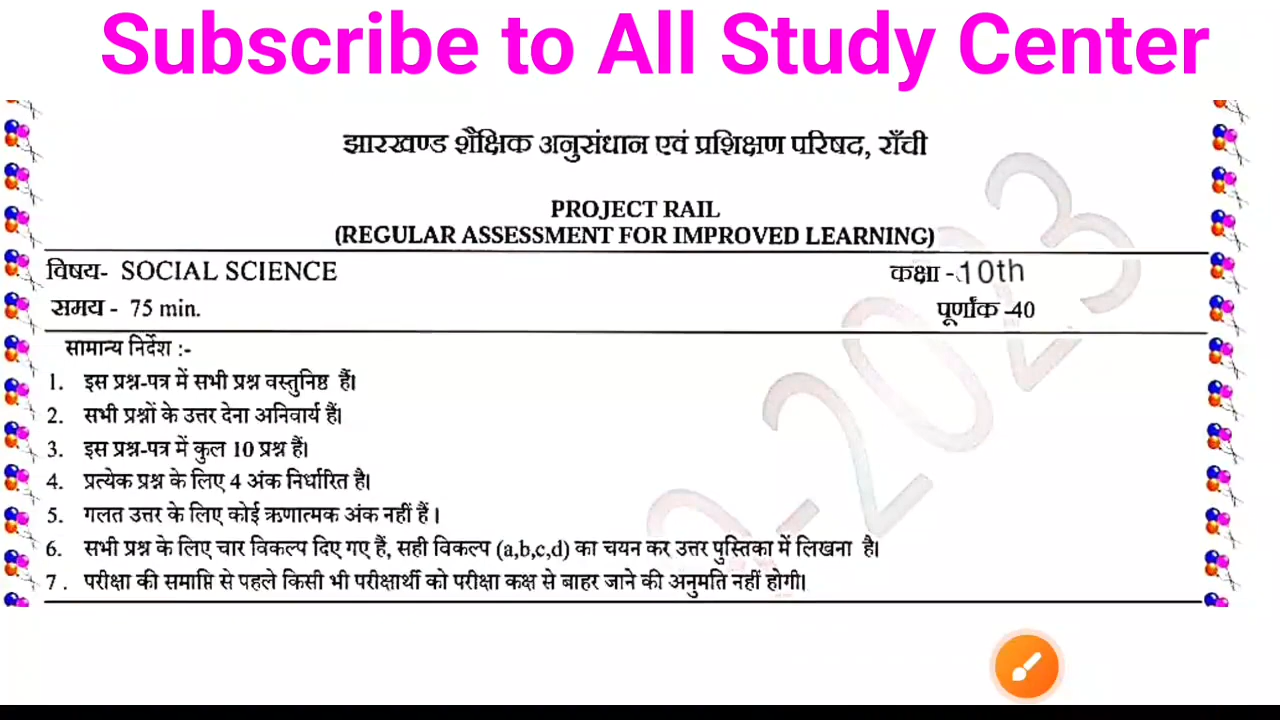 Subscribe to All Study Center
झारखण्ड शैक्षिक अनुसंधान एवं प्रशिक्षण परिषद, राँची
PROJECT RAIL
(REGULAR ASSESSMENT FOR IMPROVED LEARNING)
विषय- SOCIAL SCIENCE कक्षा - 10th
समय - 75 min. पूर्णांक -40
सामान्य निर्देश :-
1. इस प्रश्न-पत्र में सभी प्रश्न वस्तुनिष्ठ हैं।
2. सभी प्रश्नों के उत्तर देना अनिवार्य हैं।
3. इस प्रश्न-पत्र में कुल 10 प्रश्न हैं।
4. प्रत्येक प्रश्न के लिए 4 अंक निर्धारित है।
5. गलत उत्तर के लिए कोई ऋणात्मक अंक नहीं हैं ।
6. सभी प्रश्न के लिए चार विकल्प दिए गए हैं, सही विकल्प (a,b,c,d) का चयन कर उत्तर पुस्तिका में लिखना है।
7 . परीक्षा की समाप्ति से पहले किसी भी परीक्षार्थी को परीक्षा कक्ष से बाहर जाने की अनुमति नहीं होगी।